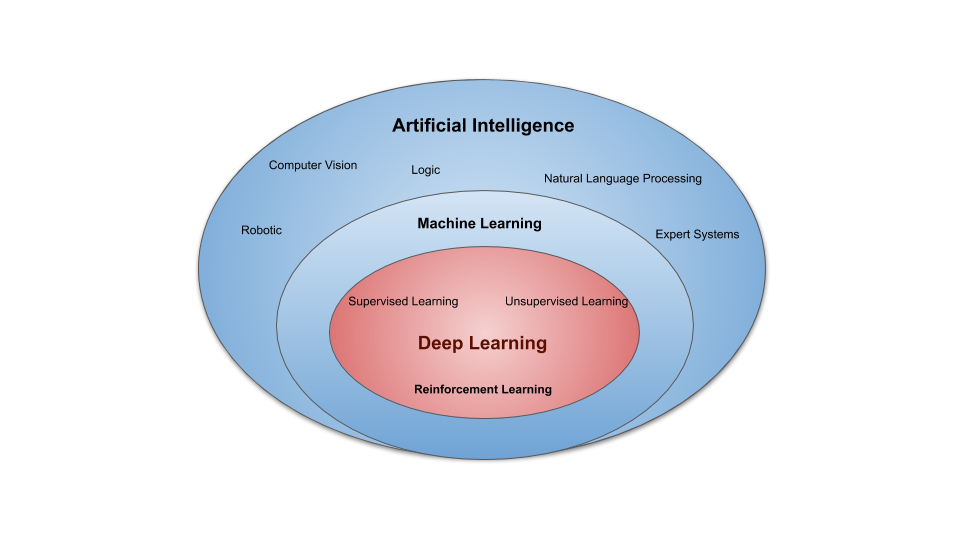 Artificial Intelligence
Computer Vision
Logic
Natural Language Processing
Robotic
Machine Learning
Expert Systems
Supervised Learning
Unsupervised Learning
Deep Learning
Reinforcement Learning